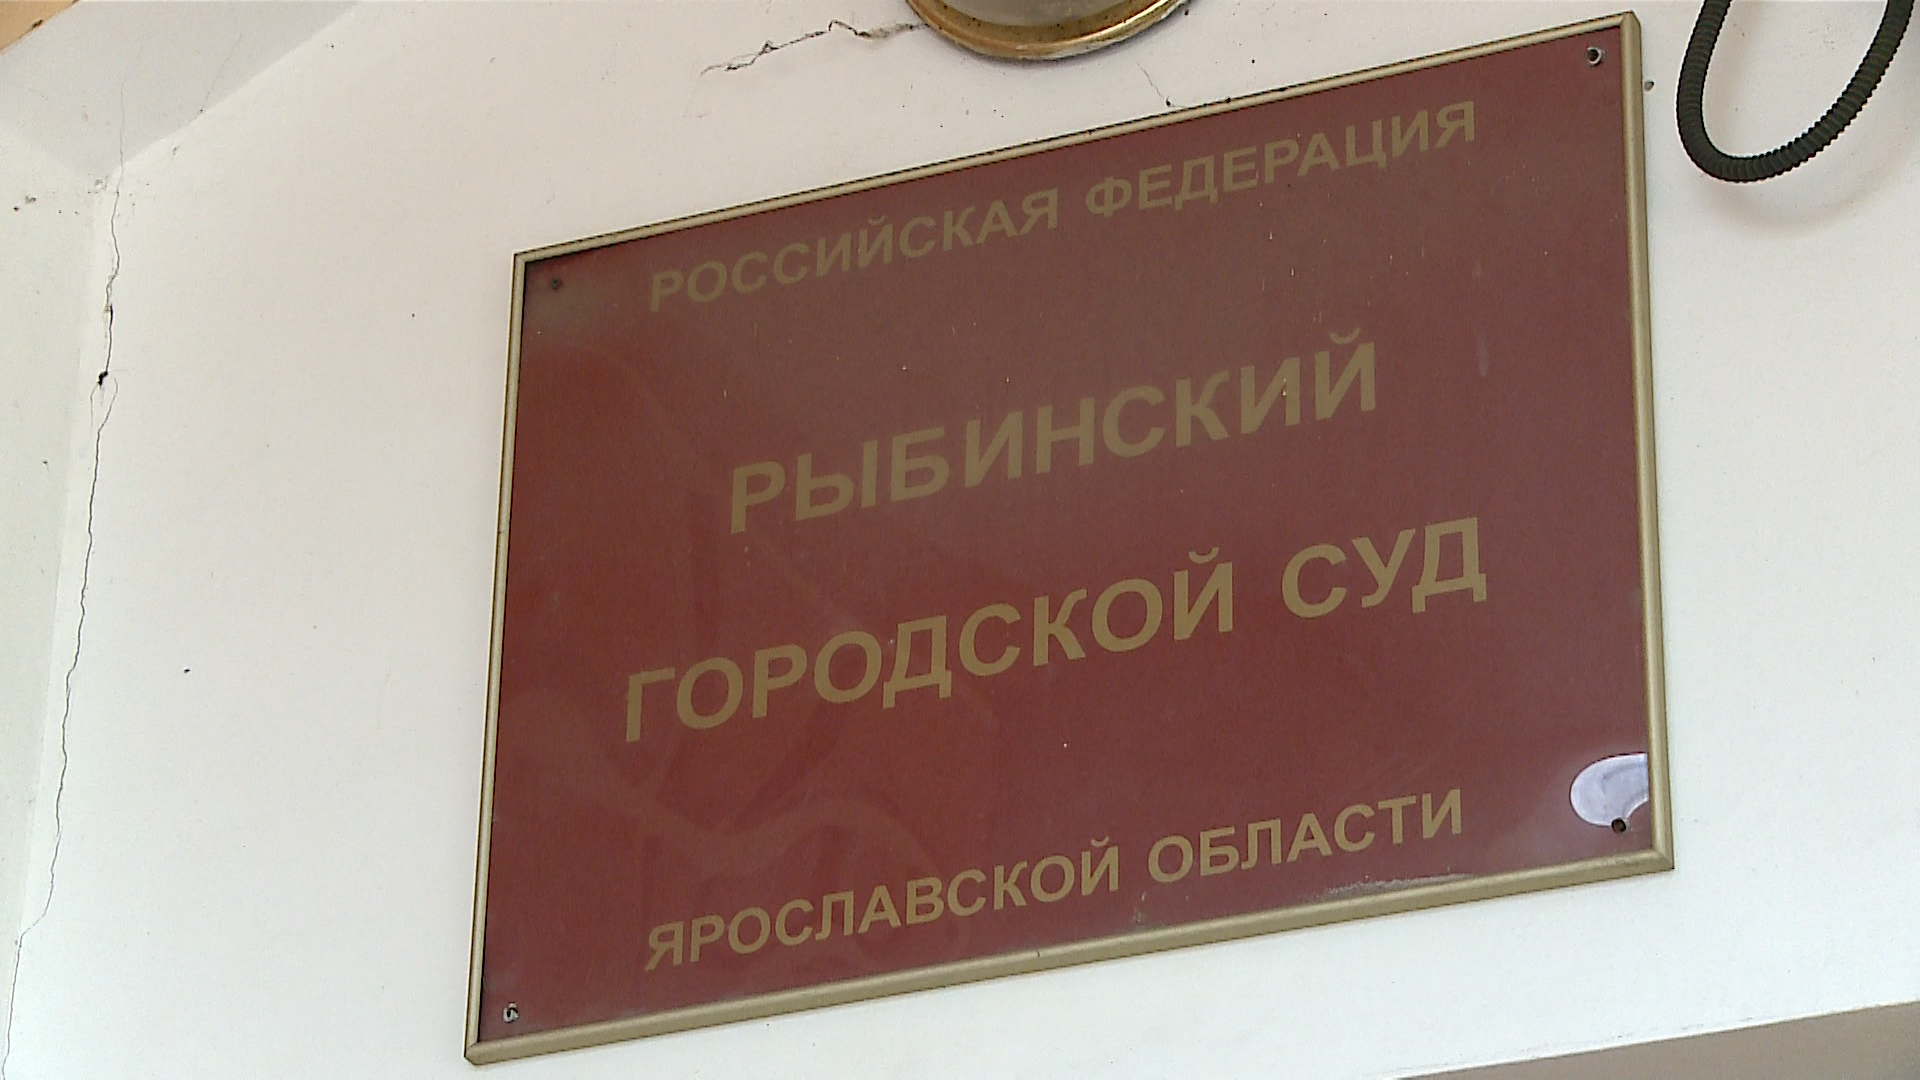 РОССИЙСКАЯ ФЕДЕРАЦИЯ
РЫБИНСКИЙ
ГОРОДСКОЙ СУД
ЯРОСЛАВСКОЙ ОБЛАСТИ